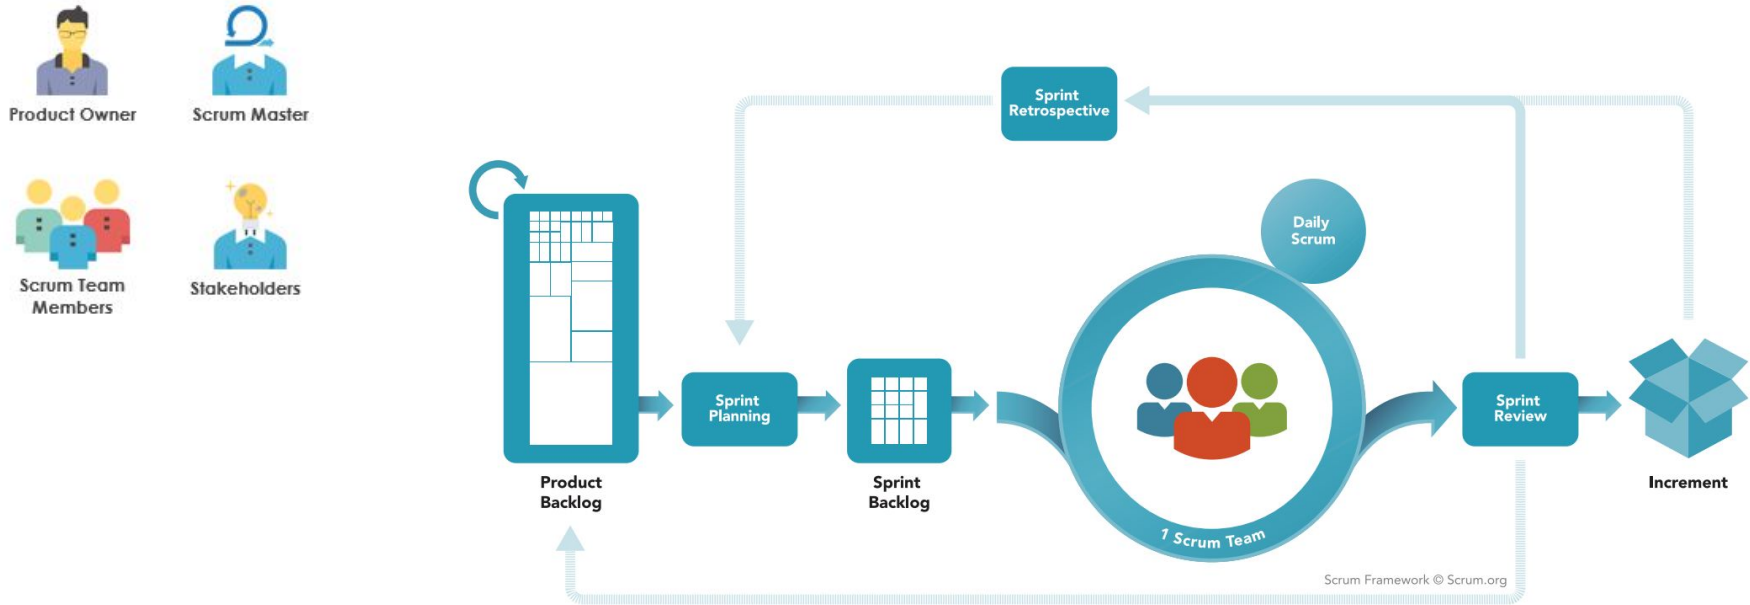 Product Owner
Scrum Master
Scrum Team
Members
Stakeholders
Sprint
Retrospective
Daily
Scrum
Sprint
Planning
Sprint
Review
Product
Backlog
Sprint
Backlog
Increment
1 Scrum Team
Scrum Framework © Scrum.org